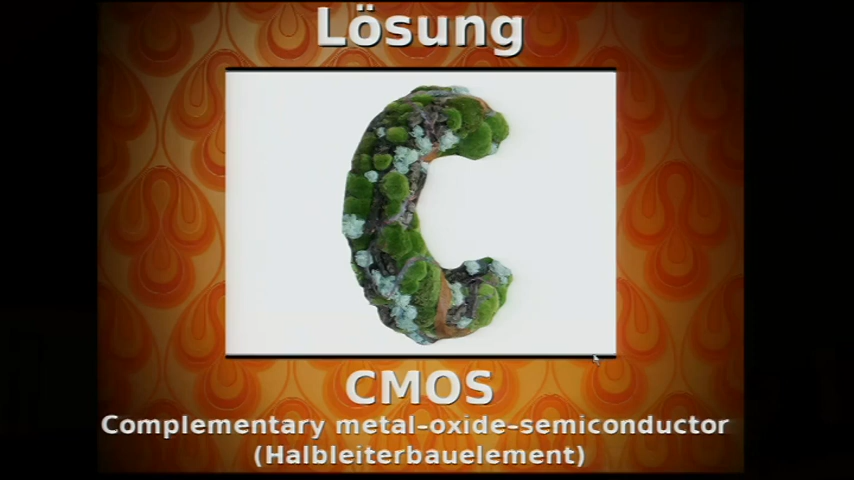 Lösung
CMOS
Complementary metal-oxide-semiconductor
(Halbleiterbauelement)